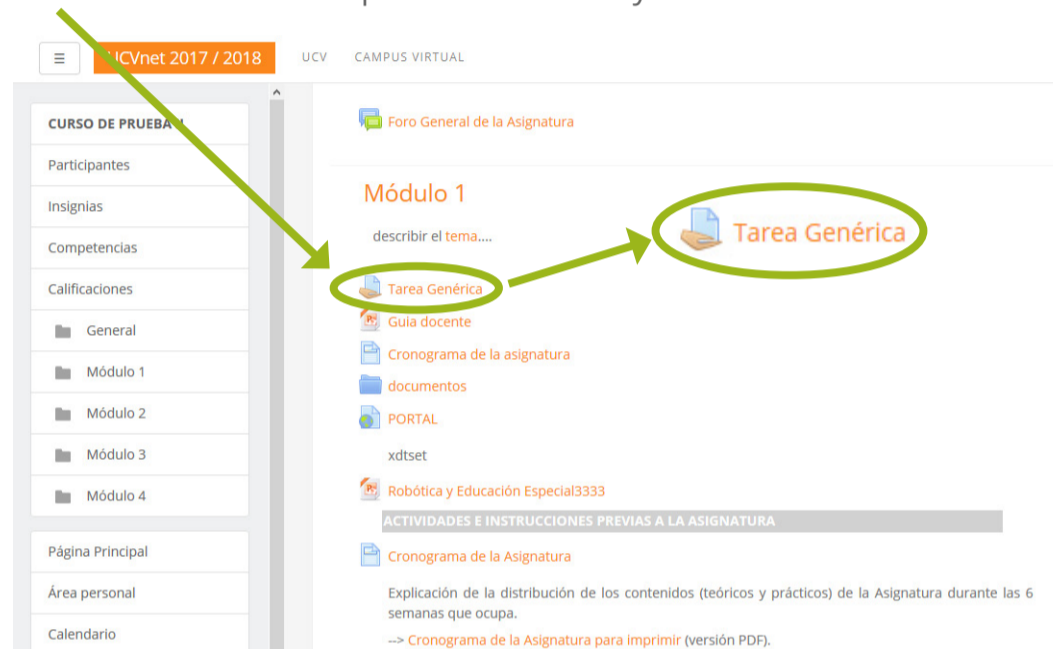 UCVnet 2017 / 2018
UCV
CAMPUS VIRTUAL
CURSO DE PRUEBA
Participantes
Insignias
Competencias
Calificaciones
General
Módulo 1
Módulo 2
Módulo 3
Módulo 4
Página Principal
Área personal
Calendario
Foro General de la Asignatura
Módulo 1
describir el tema....
Tarea Genérica
Tarea Genérica
Guia docente
Cronograma de la asignatura
documentos
PORTAL
xdtset
Robótica y Educación Especial3333
ACTIVIDADES E INSTRUCCIONES PREVIAS A LA ASIGNATURA
Cronograma de la Asignatura
Explicación de la distribución de los contenidos (teóricos y prácticos) de la Asignatura durante las 6
semanas que ocupa.
--> Cronograma de la Asignatura para imprimir (versión PDF).